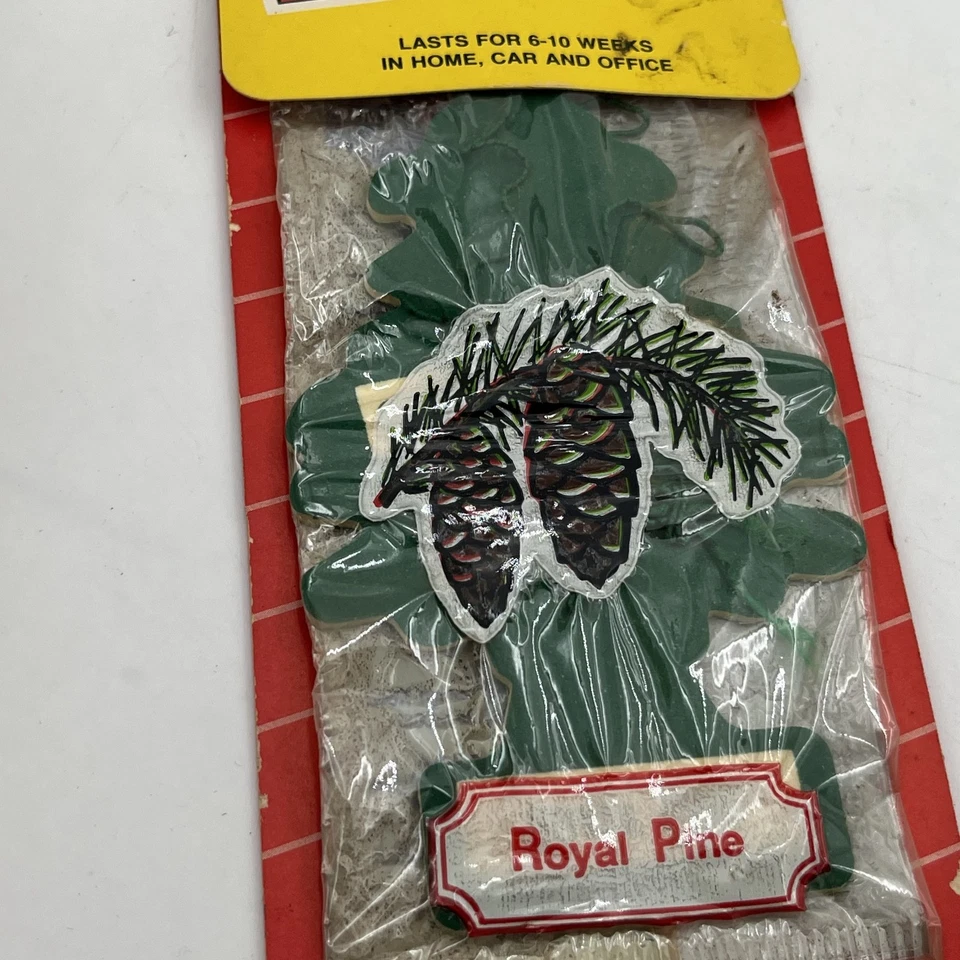 LASTS FOR 6-10 WEEKS
IN HOME, CAR AND OFFICE
Royal Pine